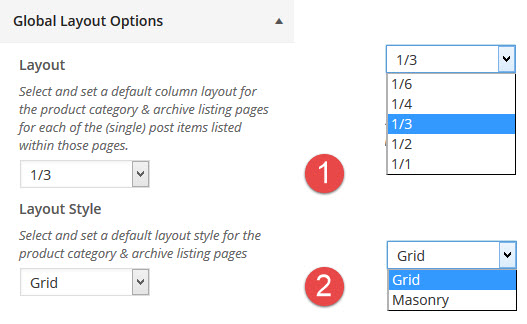 Global Layout Options
Layout
Select and set a default column layout for
the product category & archive listing pages
for each of the (single) post items listed
within those pages.
1/3
1
1/3
1/6
1/4
1/3
1/2
1/1
Layout Style
Select and set a default layout style for the
product category & archive listing pages
Grid
2
Grid
Grid
Masonry